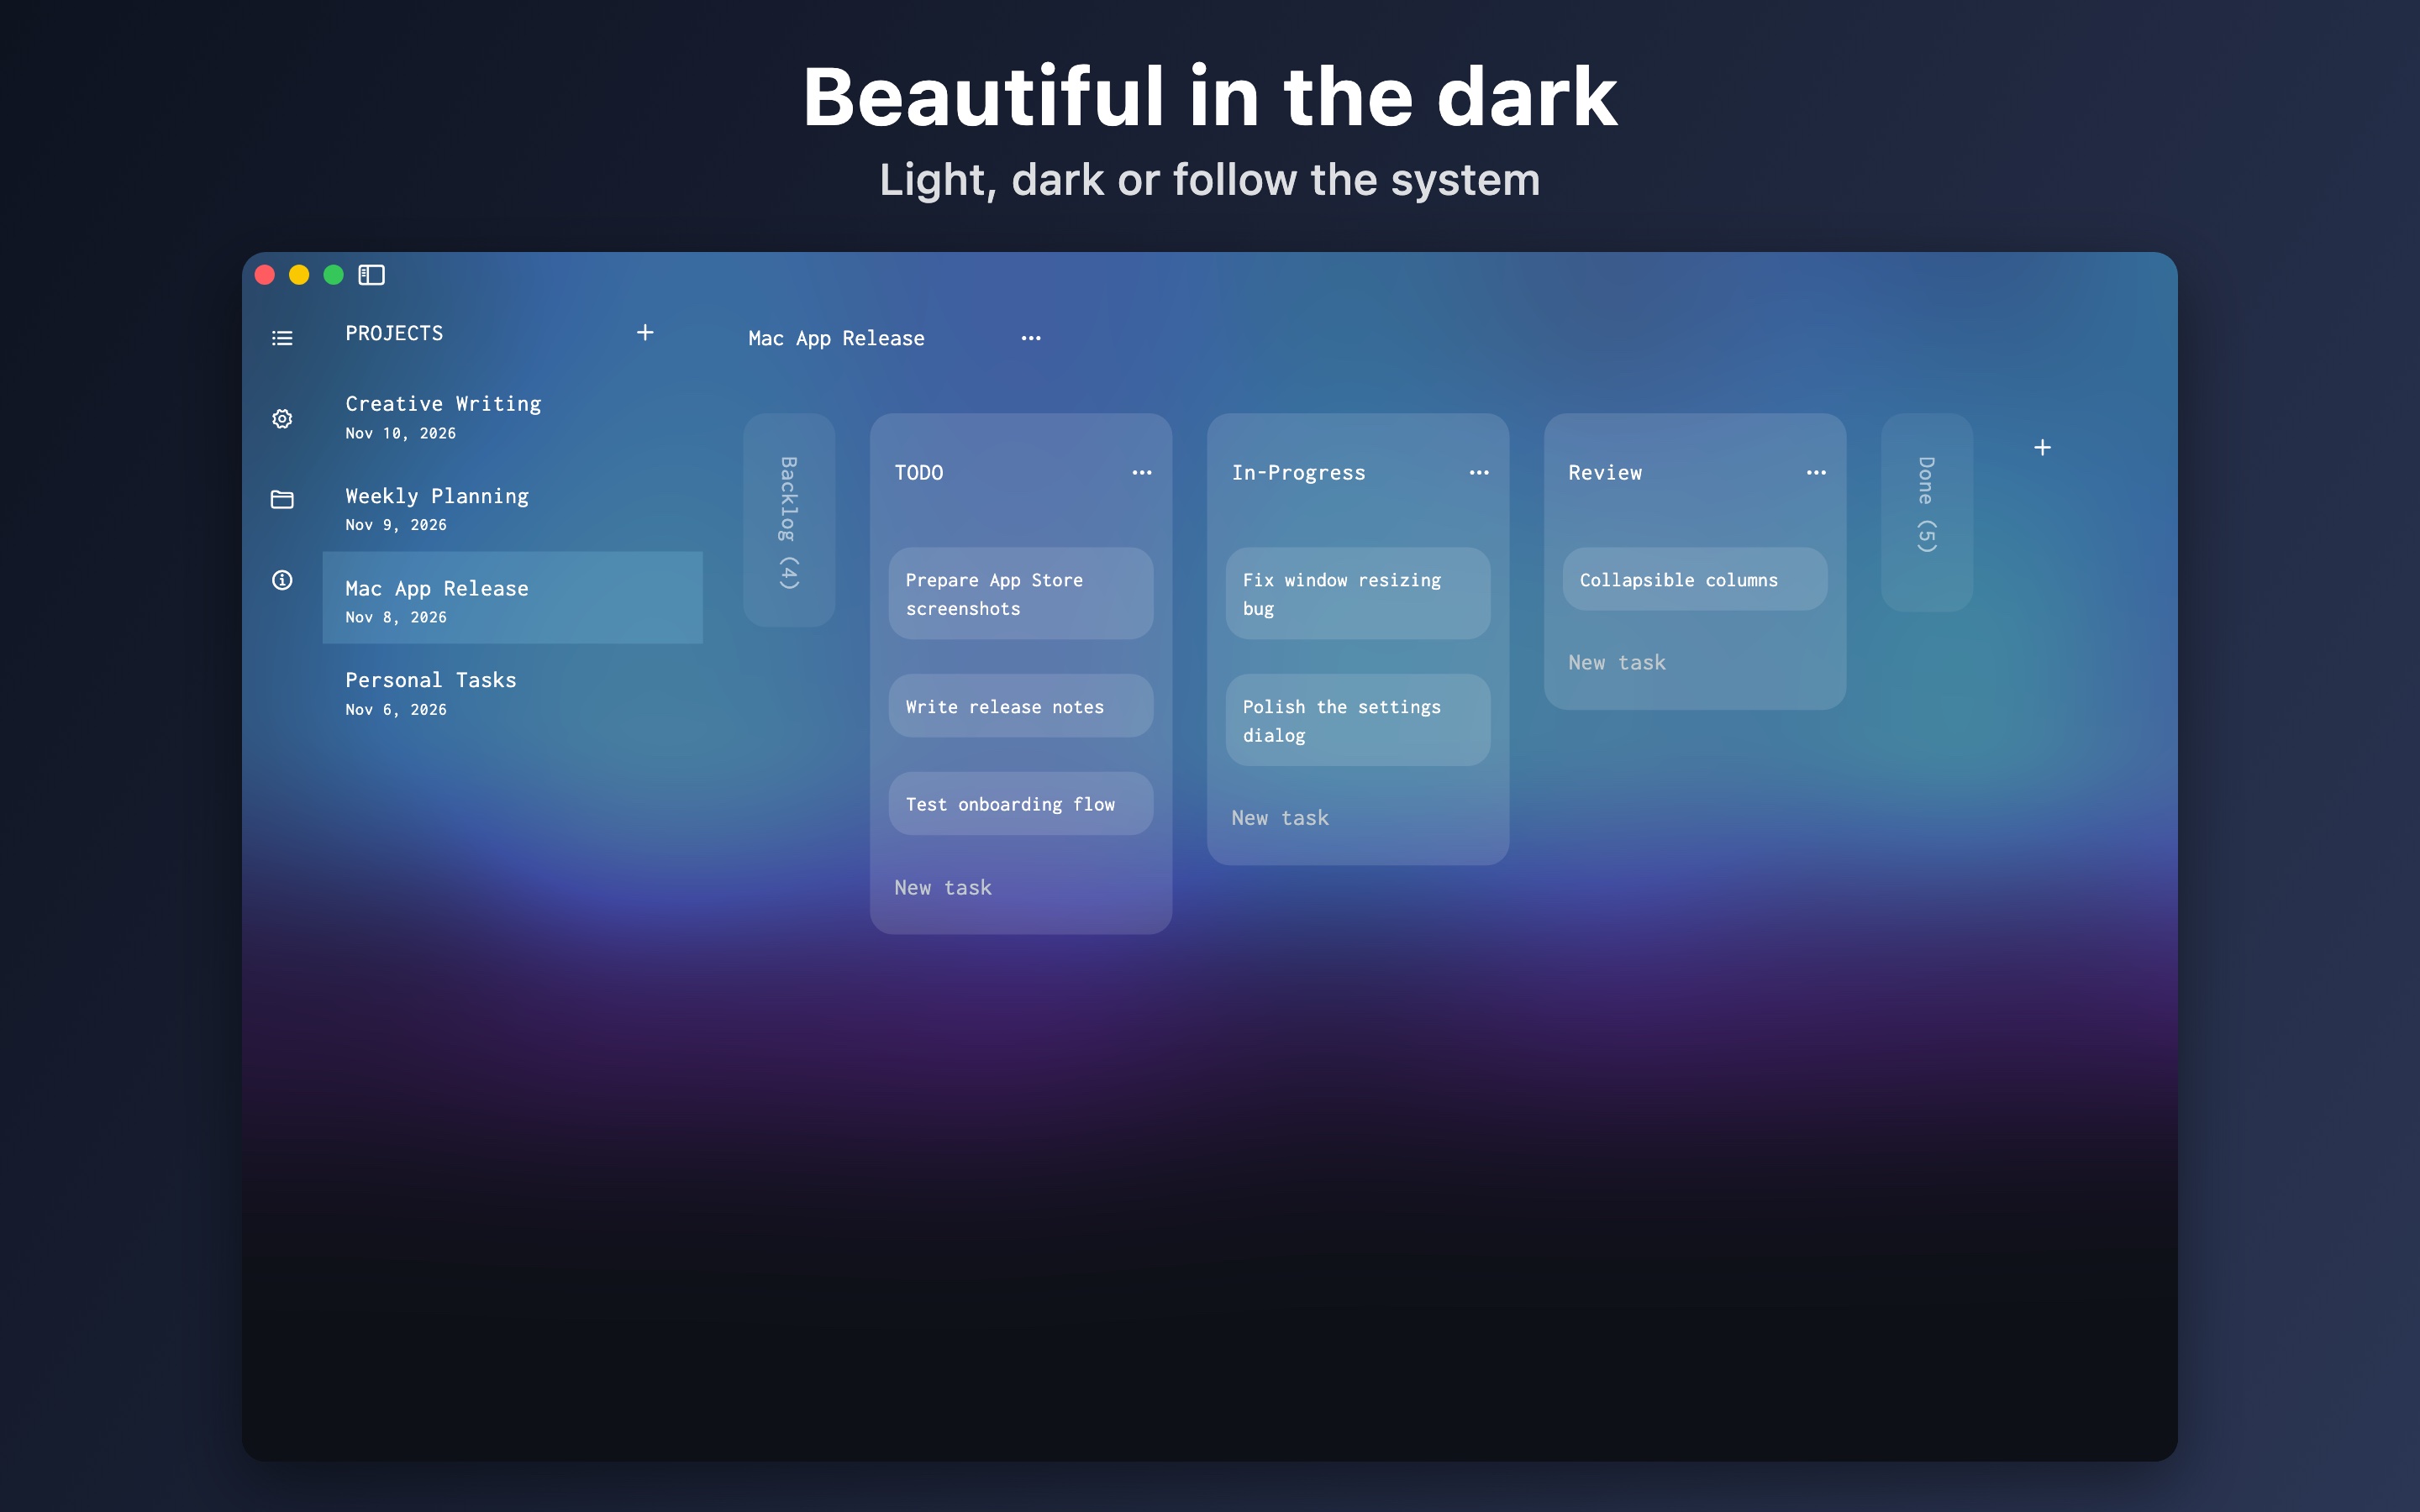 Beautiful in the dark
Light, dark or follow the system
PROJECTS
Creative Writing
Nov 10, 2026
Weekly Planning
Nov 9, 2026
Mac App Release
Nov 8, 2026
Personal Tasks
Nov 6, 2026
Mac App Release
Backlog (4)
TODO
Prepare App Store
screenshots
Write release notes
Test onboarding flow
New task
In-Progress
Fix window resizing
bug
Polish the settings
dialog
New task
Review
Collapsible columns
New task
Done (5)